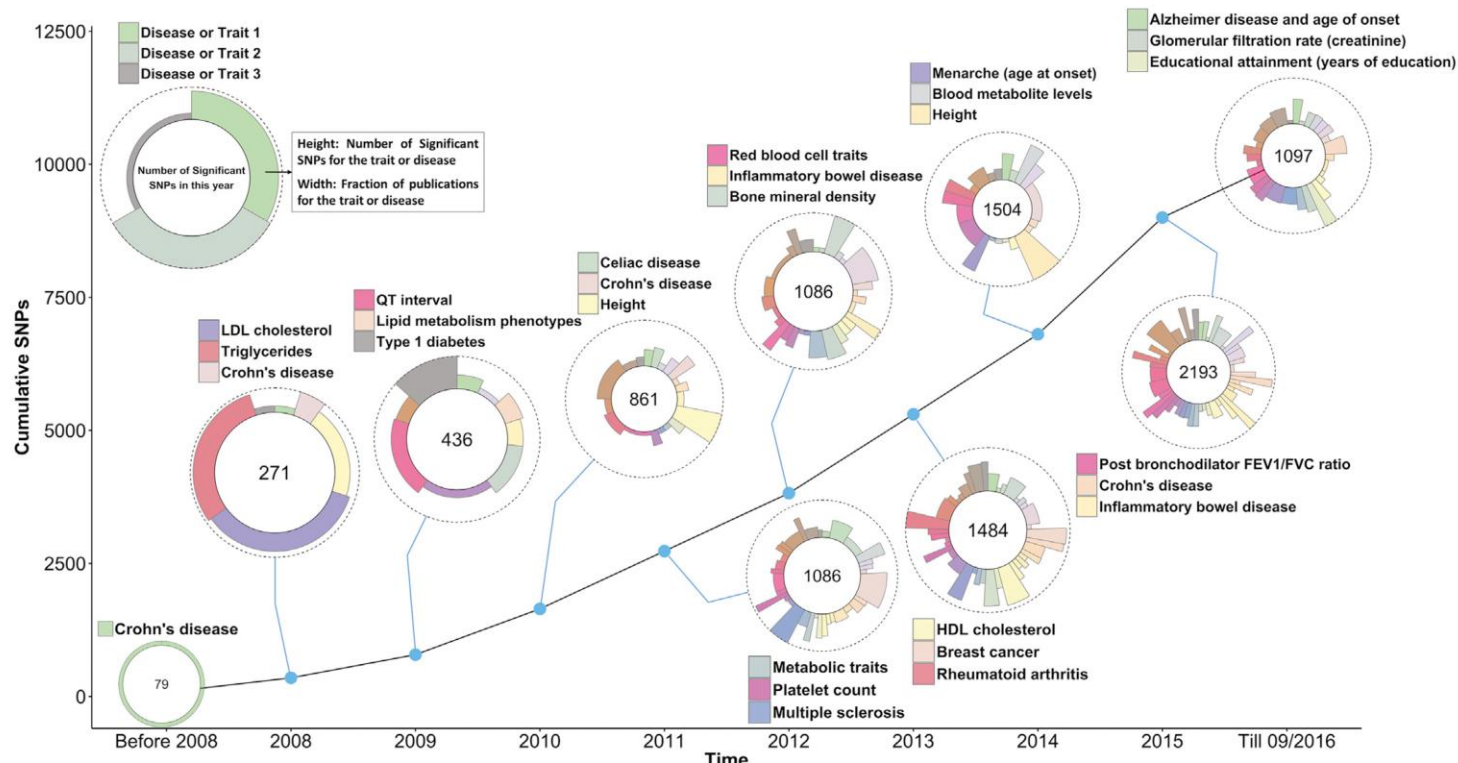 12500
10000
7500
5000
2500
0
Cumulative SNPs
Disease or Trait 1
Disease or Trait 2
Disease or Trait 3
Number of Significant
SNPs in this year
Height: Number of Significant
SNPs for the trait or disease
Width: Fraction of publications
for the trait or disease
Crohn's disease
79
LDL cholesterol
Triglycerides
Crohn's disease
271
QT interval
Lipid metabolism phenotypes
Type 1 diabetes
436
Celiac disease
Crohn's disease
Height
861
Red blood cell traits
Inflammatory bowel disease
Bone mineral density
1086
1086
Metabolic traits
Platelet count
Multiple sclerosis
Menarche (age at onset)
Blood metabolite levels
Height
1504
1484
HDL cholesterol
Breast cancer
Rheumatoid arthritis
Alzheimer disease and age of onset
Glomerular filtration rate (creatinine)
Educational attainment (years of education)
1097
2193
Post bronchodilator FEV1/FVC ratio
Crohn's disease
Inflammatory bowel disease
Before 2008
2008
2009
2010
2011
2012
2013
2014
2015
Till 09/2016
Time